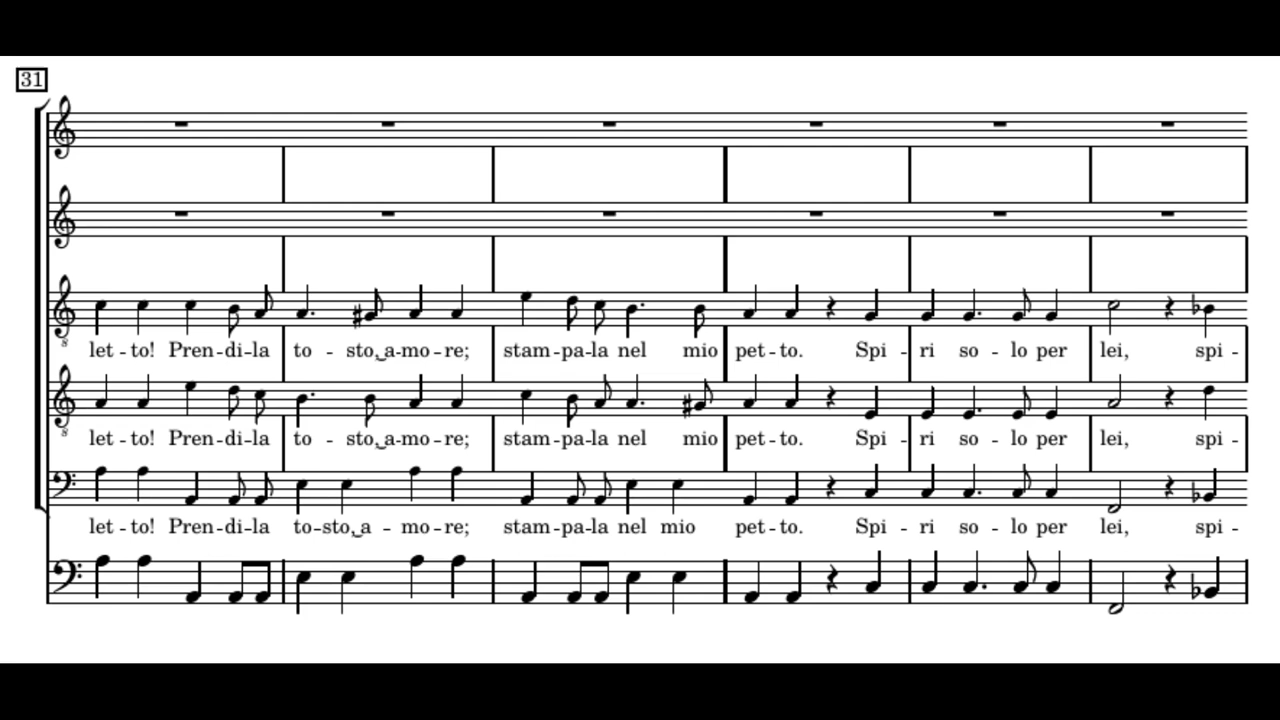 31
let - to! Pren - di - la to - sto,‿a - mo - re; stam - pa - la nel mio pet - to. Spi - ri so - lo per lei, spi -
let - to! Pren - di - la to - sto,‿a - mo - re; stam - pa - la nel mio pet - to. Spi - ri so - lo per lei, spi -
let - to! Pren - di - la to - sto,‿a - mo - re; stam - pa - la nel mio pet - to. Spi - ri so - lo per lei, spi -